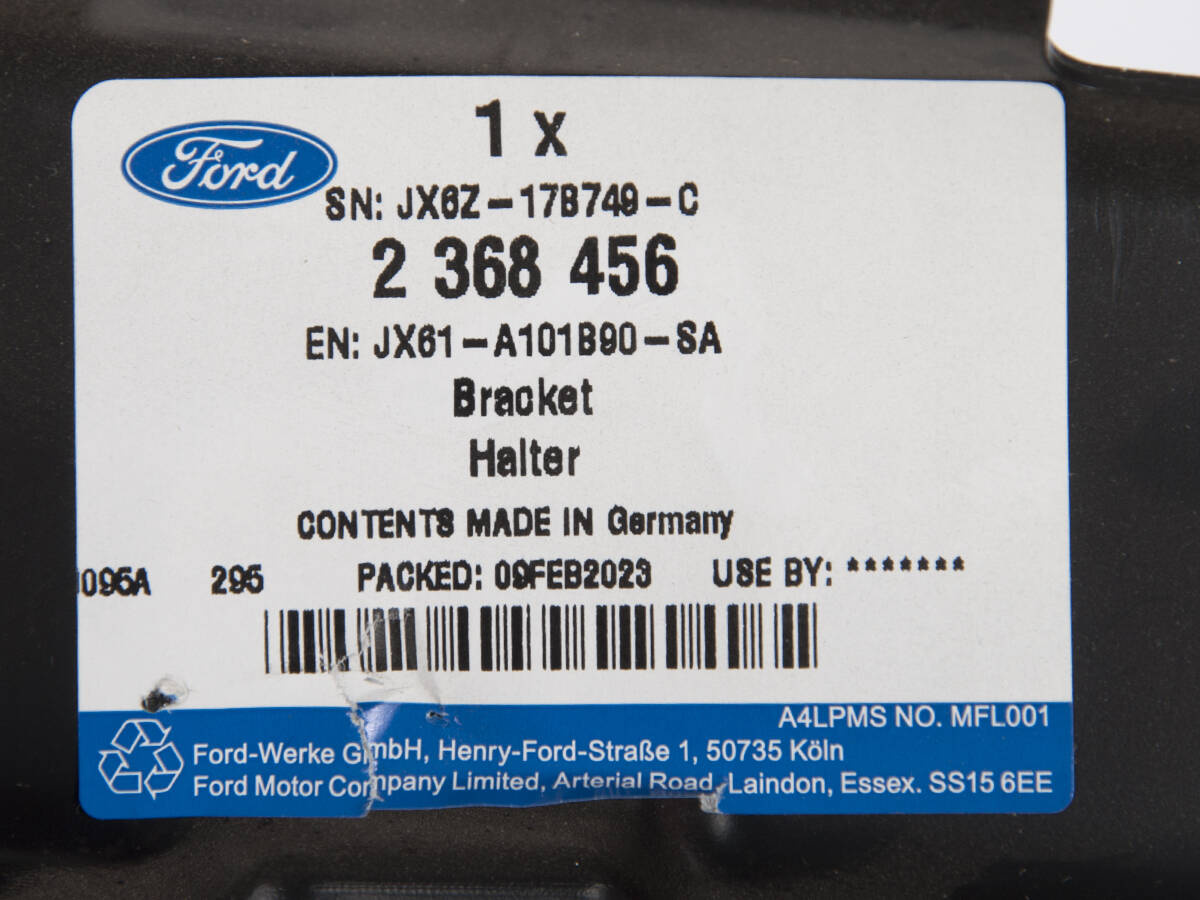 1 x
Ford
SN: JX6Z-17B749-C
2 368 456
EN: JX61-A101B90-SA
Bracket
Halter
CONTENTS MADE IN Germany
095A 295 PACKED: 09FEB2023 USE BY: *******
A4LPMS NO. MFL001
Ford-Werke GmbH, Henry-Ford-Straße 1, 50735 Köln
Ford Motor Company Limited, Arterial Road, Laindon, Essex. SS15 6EE